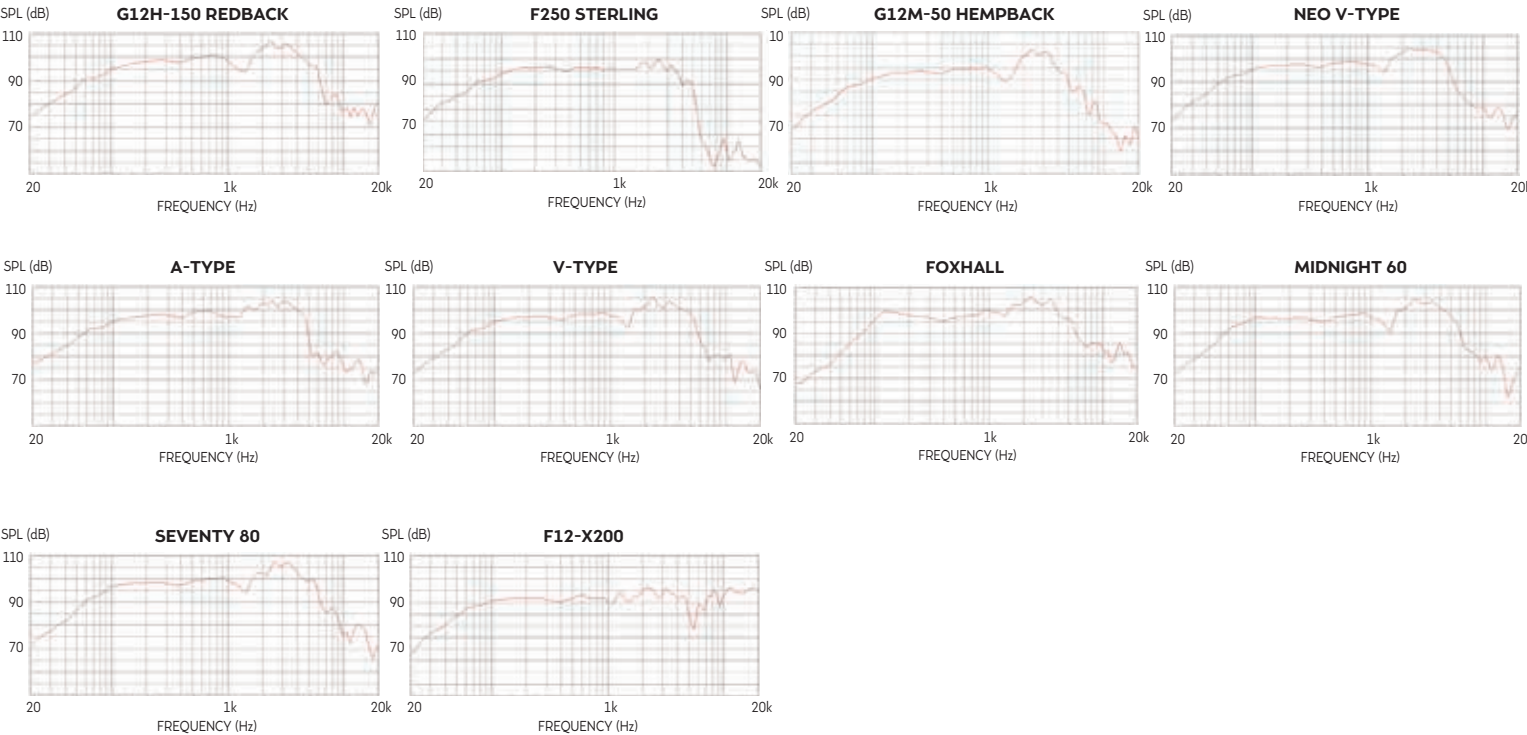 SPL (dB) G12H-150 REDBACK
110
90
70
20 1k 20k
FREQUENCY (Hz)
SPL (dB) F250 STERLING
110
90
70
20 1k 20k
FREQUENCY (Hz)
SPL (dB) G12M-50 HEMPBACK
10
90
70
20 1k 20k
FREQUENCY (Hz)
SPL (dB) NEO V-TYPE
110
90
70
20 1k 20k
FREQUENCY (Hz)
SPL (dB) A-TYPE
110
90
70
20 1k 20k
FREQUENCY (Hz)
SPL (dB) V-TYPE
110
90
70
20 1k 20k
FREQUENCY (Hz)
SPL (dB) FOXHALL
110
90
70
20 1k 20k
FREQUENCY (Hz)
SPL (dB) MIDNIGHT 60
110
90
70
20 1k 20
FREQUENCY (Hz)
SPL (dB) SEVENTY 80
110
90
70
20 1k 20k
FREQUENCY (Hz)
SPL (dB) F12-X200
110
90
70
20 1k 20k
FREQUENCY (Hz)